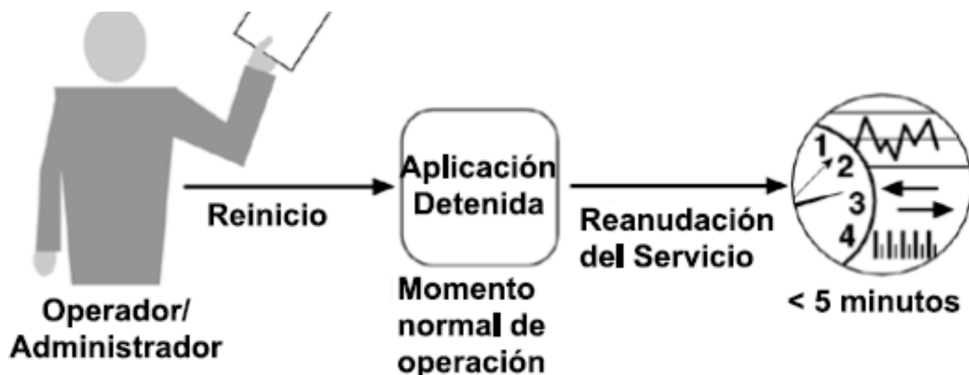 Operador/
Administrador
Reinicio
Aplicación
Detenida
Momento
normal de
operación
Reanudación
del Servicio
1
2
3
4
< 5 minutos